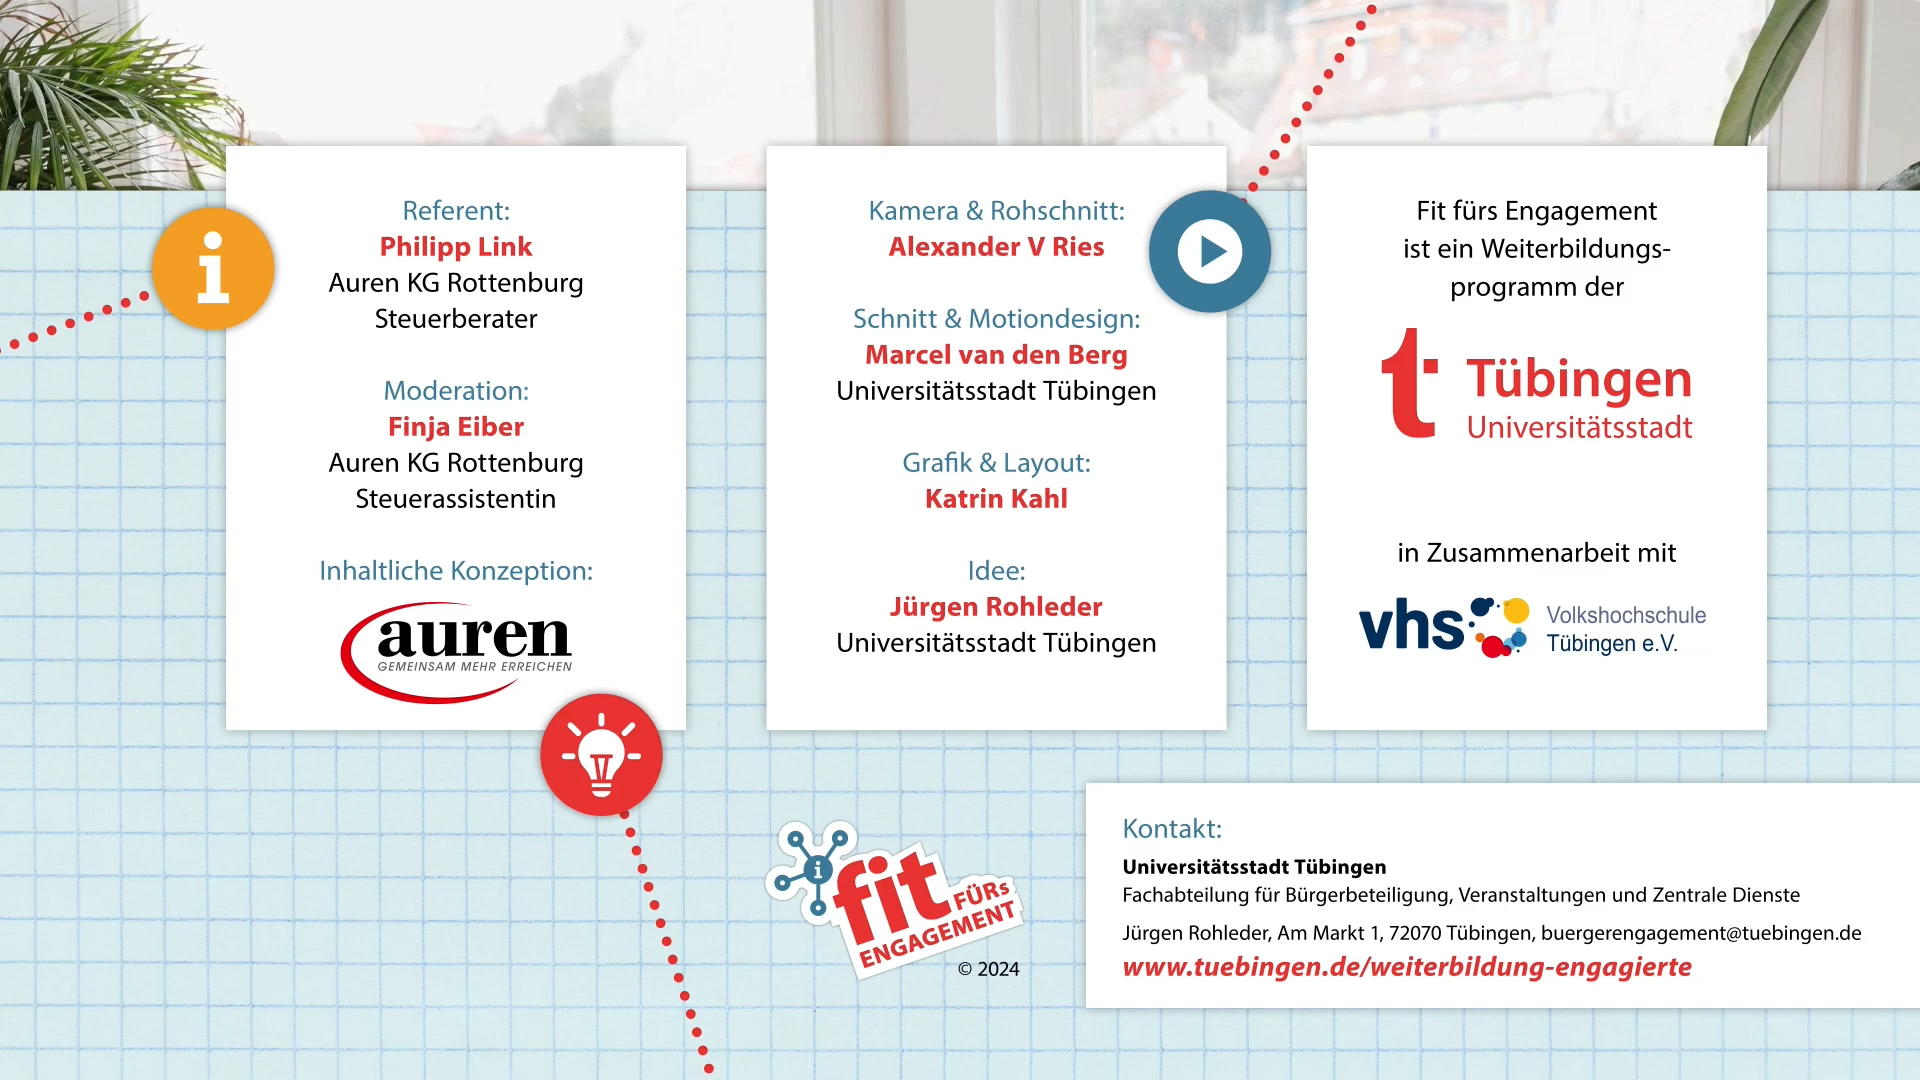 Referent:
Philipp Link
Auren KG Rottenburg
Steuerberater
Moderation:
Finja Eiber
Auren KG Rottenburg
Steuerassistentin
Inhaltliche Konzeption:
auren
GEMEINSAM MEHR ERREICHEN
Kamera & Rohschnitt:
Alexander V Ries
Schnitt & Motiondesign:
Marcel van den Berg
Universitätsstadt Tübingen
Grafik & Layout:
Katrin Kahl
Idee:
Jürgen Rohleder
Universitätsstadt Tübingen
Fit fürs Engagement
ist ein Weiterbildungs-
programm der
t
Tübingen
Universitätsstadt
in Zusammenarbeit mit
vhs
Volkshochschule
Tübingen e.V.
fit FÜRs
ENGAGEMENT
© 2024
Kontakt:
Universitätsstadt Tübingen
Fachabteilung für Bürgerbeteiligung, Veranstaltungen und Zentrale Dienste
Jürgen Rohleder, Am Markt 1, 72070 Tübingen, buergerengagement@tuebingen.de
www.tuebingen.de/weiterbildung-engagierte